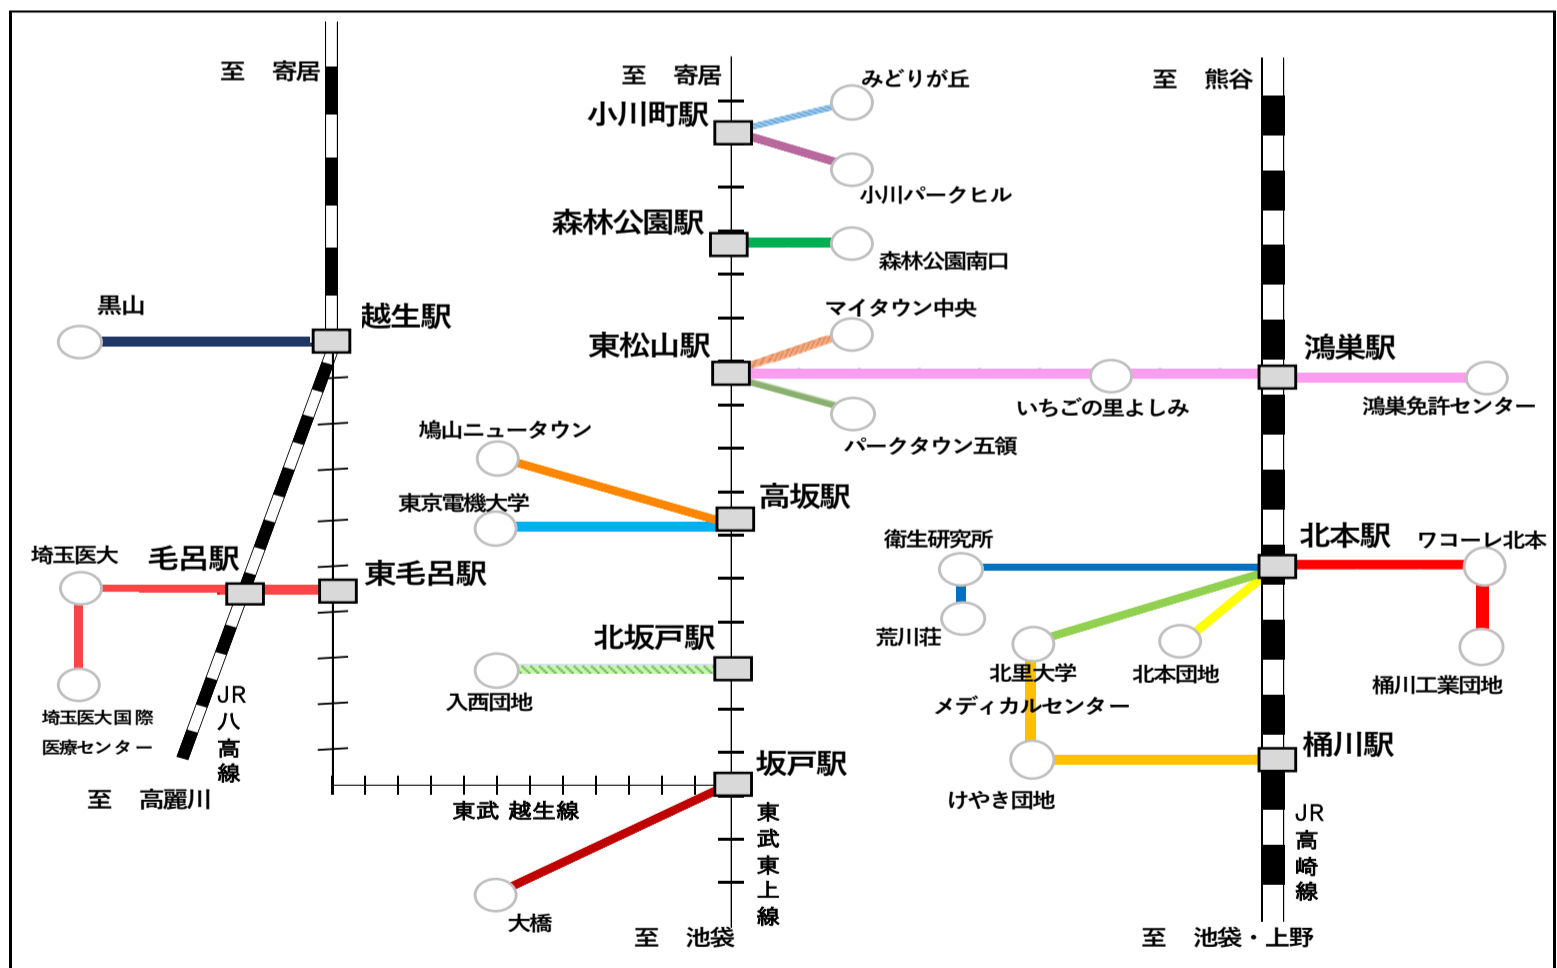 至 寄居
至 寄居
みどりが丘
至 熊谷
小川町駅
小川パークヒル
森林公園駅
森林公園南口
黒山
越生駅
マイタウン中央
東松山駅
鴻巣駅
いちごの里よしみ
鴻巣免許センター
鳩山ニュータウン
パークタウン五領
東京電機大学
高坂駅
衛生研究所
北本駅
ワコーレ北本
埼玉医大
毛呂駅
東毛呂駅
荒川荘
北坂戸駅
北里大学
メディカルセンター
北本団地
桶川工業団地
入西団地
埼玉医大国際
医療センター
JR八高線
至 高麗川
坂戸駅
桶川駅
けやき団地
東武 越生線
東武東上線
JR高崎線
大橋
至 池袋
至 池袋・上野